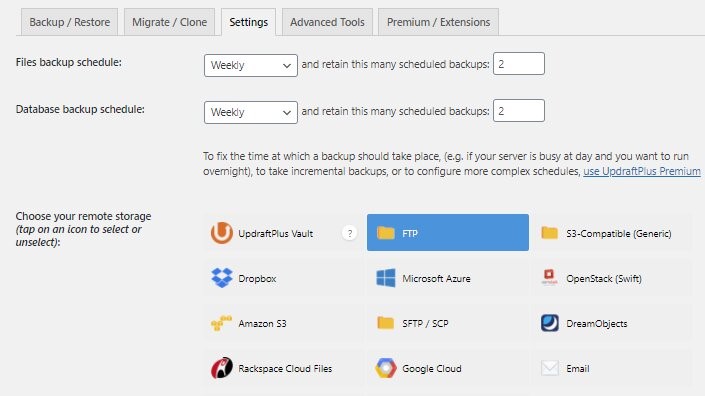 Backup / Restore Migrate / Clone Settings Advanced Tools Premium / Extensions
Files backup schedule: Weekly and retain this many scheduled backups: 2
Database backup schedule: Weekly and retain this many scheduled backups: 2
To fix the time at which a backup should take place, (e.g. if your server is busy at day and you want to run
overnight), to take incremental backups, or to configure more complex schedules, use UpdraftPlus Premium
Choose your remote storage
(tap on an icon to select or
unselect):
UpdraftPlus Vault ? FTP S3-Compatible (Generic)
Dropbox Microsoft Azure OpenStack (Swift)
Amazon S3 SFTP / SCP DreamObjects
Rackspace Cloud Files Google Cloud Email